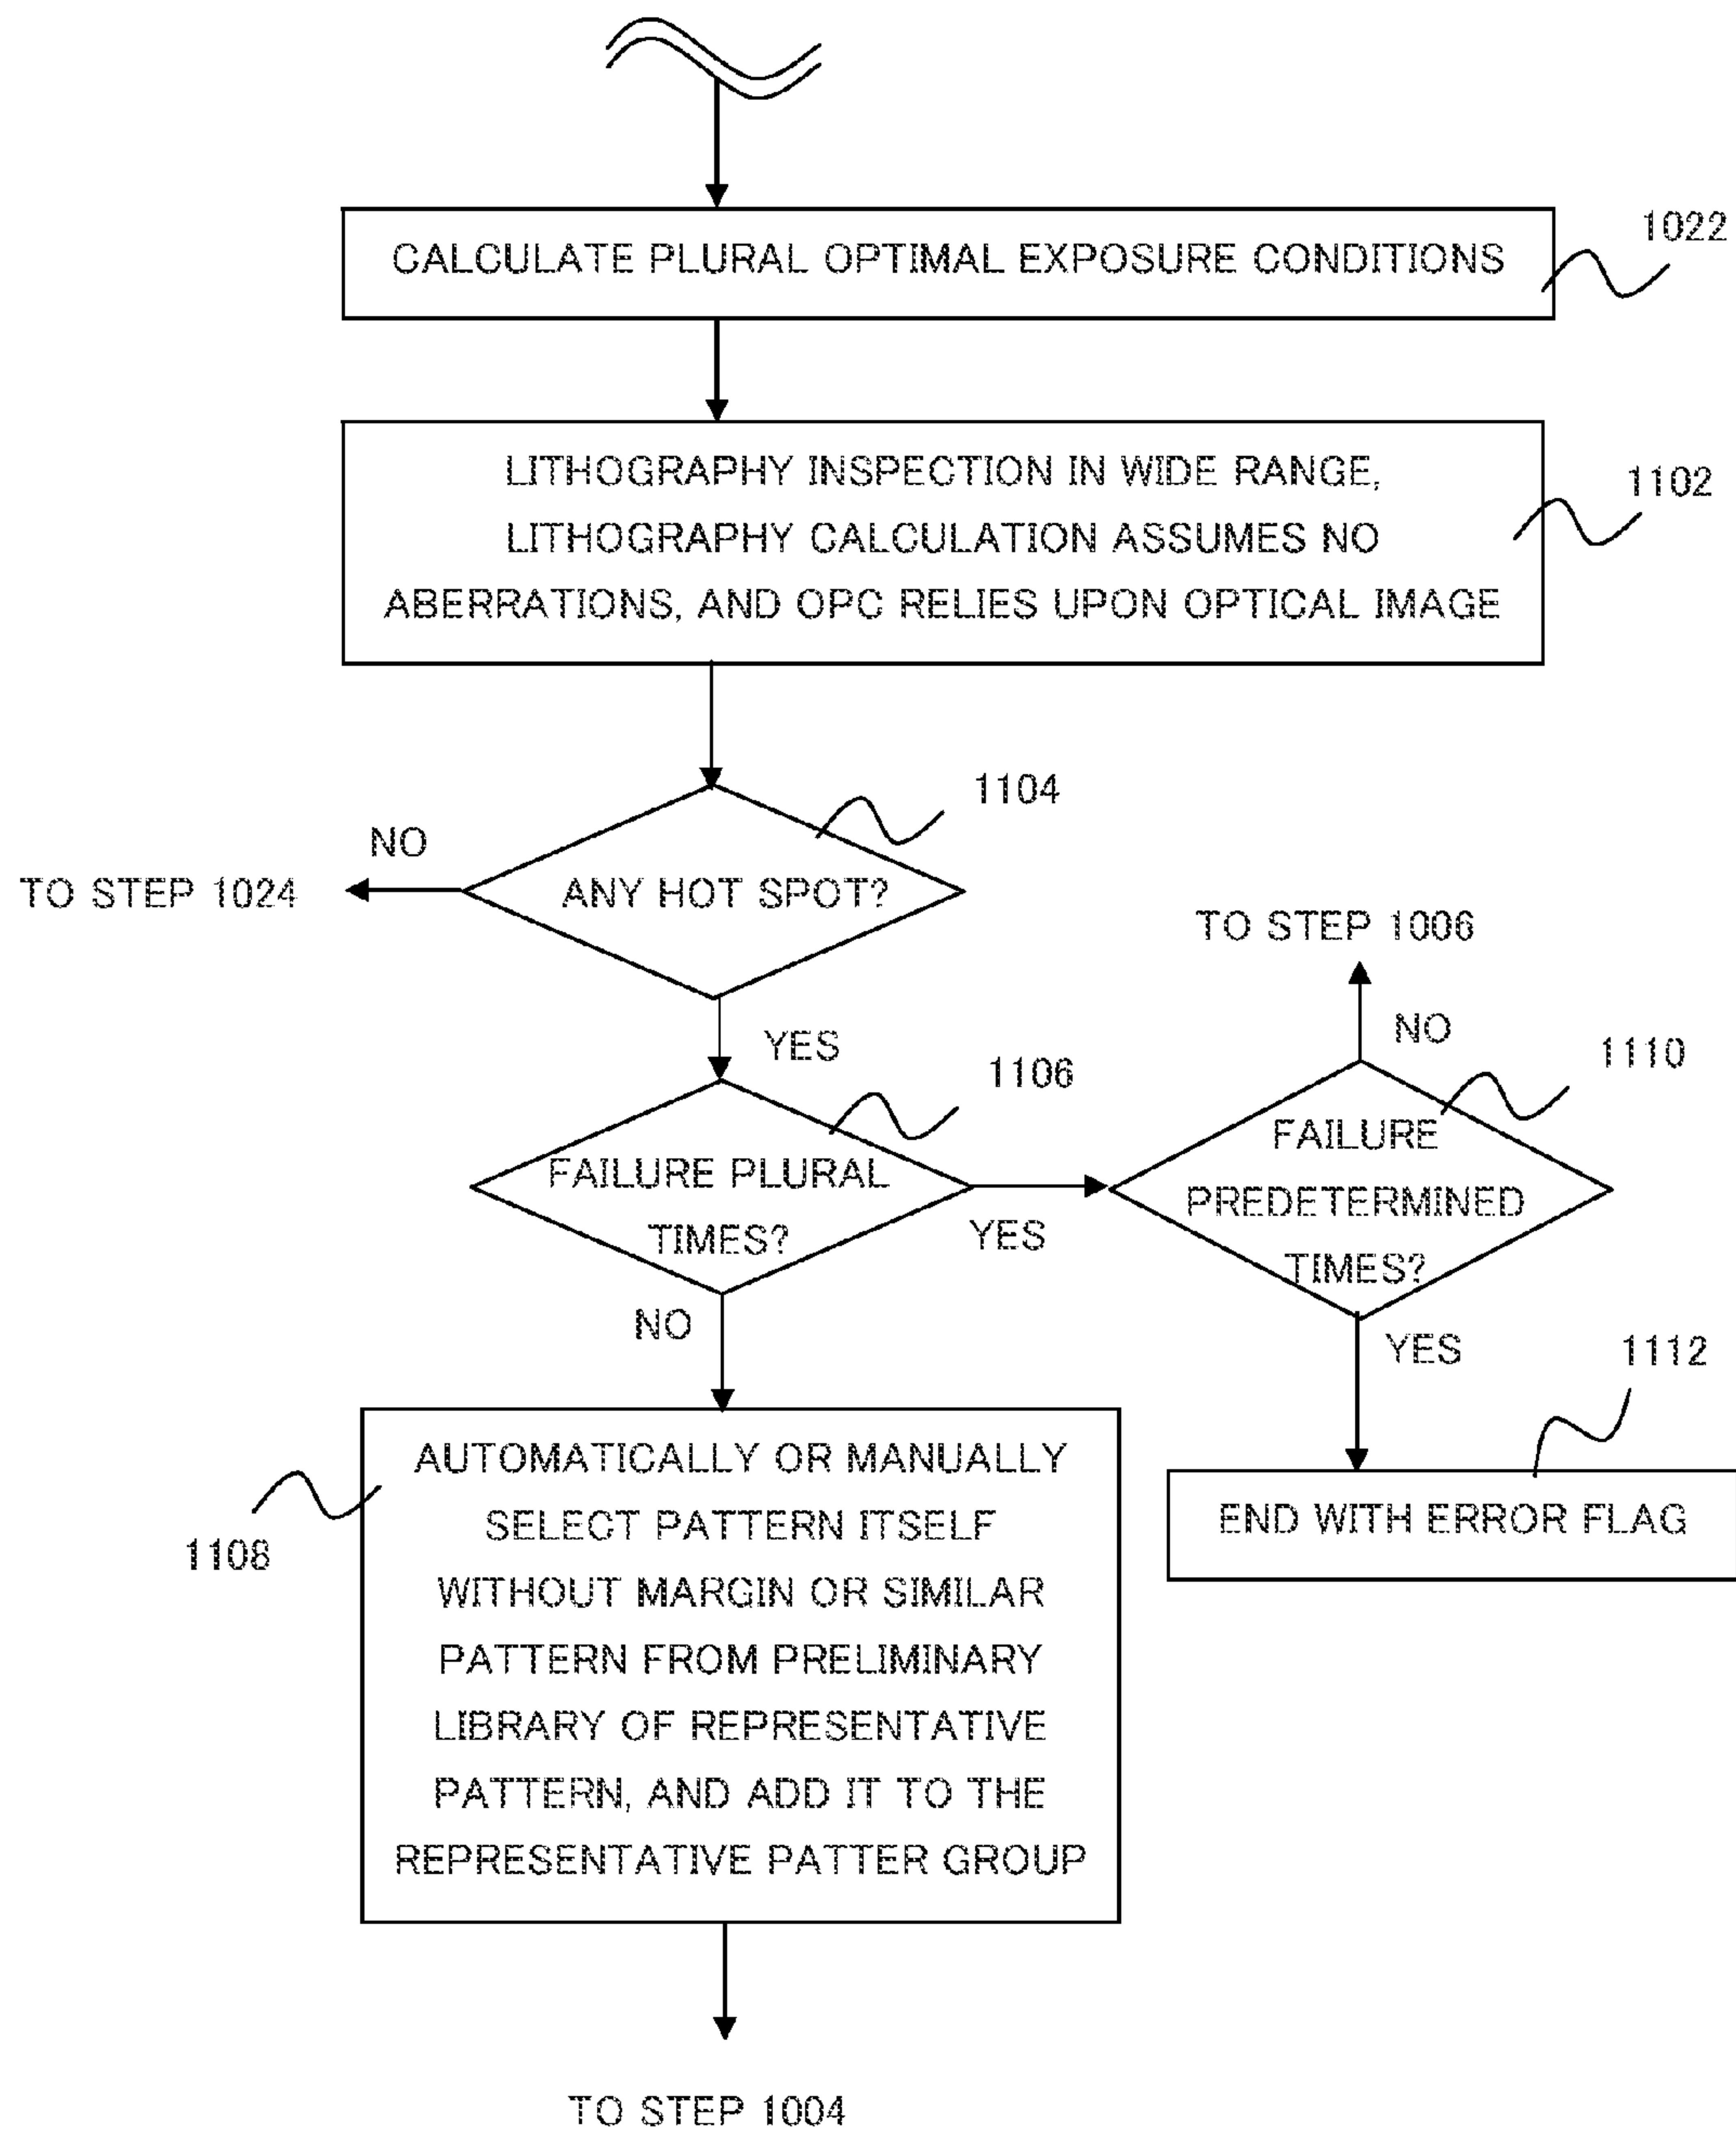 CALCULATE PLURAL OPTIMAL EXPOSURE CONDITIONS
1022
LITHOGRAPHY INSPECTION IN WIDE RANGE,
LITHOGRAPHY CALCULATION ASSUMES NO
ABERRATIONS, AND OPC RELIES UPON OPTICAL IMAGE
1102
1104
NO
TO STEP 1024
ANY HOT SPOT?
TO STEP 1006
NO
YES
1106
1110
FAILURE PLURAL
TIMES?
YES
FAILURE
PREDETERMINED
TIMES?
NO
YES
1112
END WITH ERROR FLAG
1108
AUTOMATICALLY OR MANUALLY
SELECT PATTERN ITSELF
WITHOUT MARGIN OR SIMILAR
PATTERN FROM PRELIMINARY
LIBRARY OF REPRESENTATIVE
PATTERN, AND ADD IT TO THE
REPRESENTATIVE PATTER GROUP
TO STEP 1004